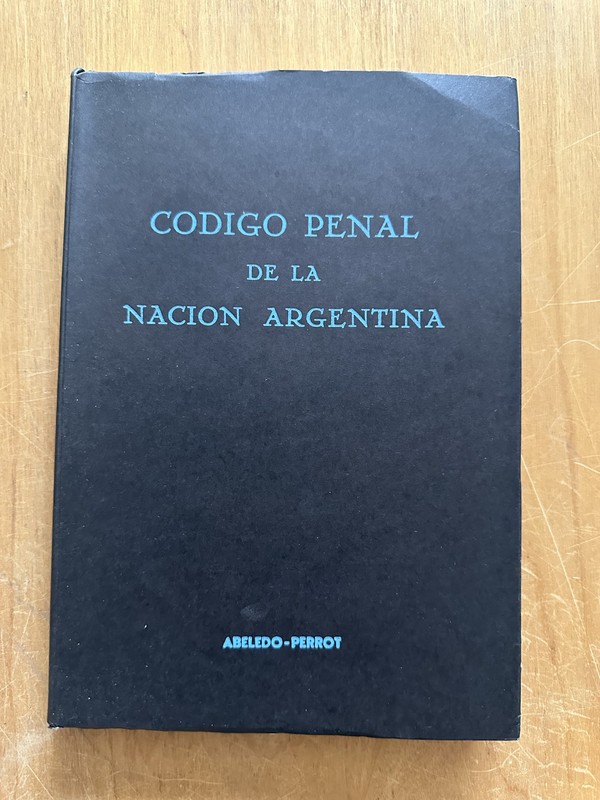 CODIGO PENAL
DE LA
NACION ARGENTINA
ABELEDO-PERROT